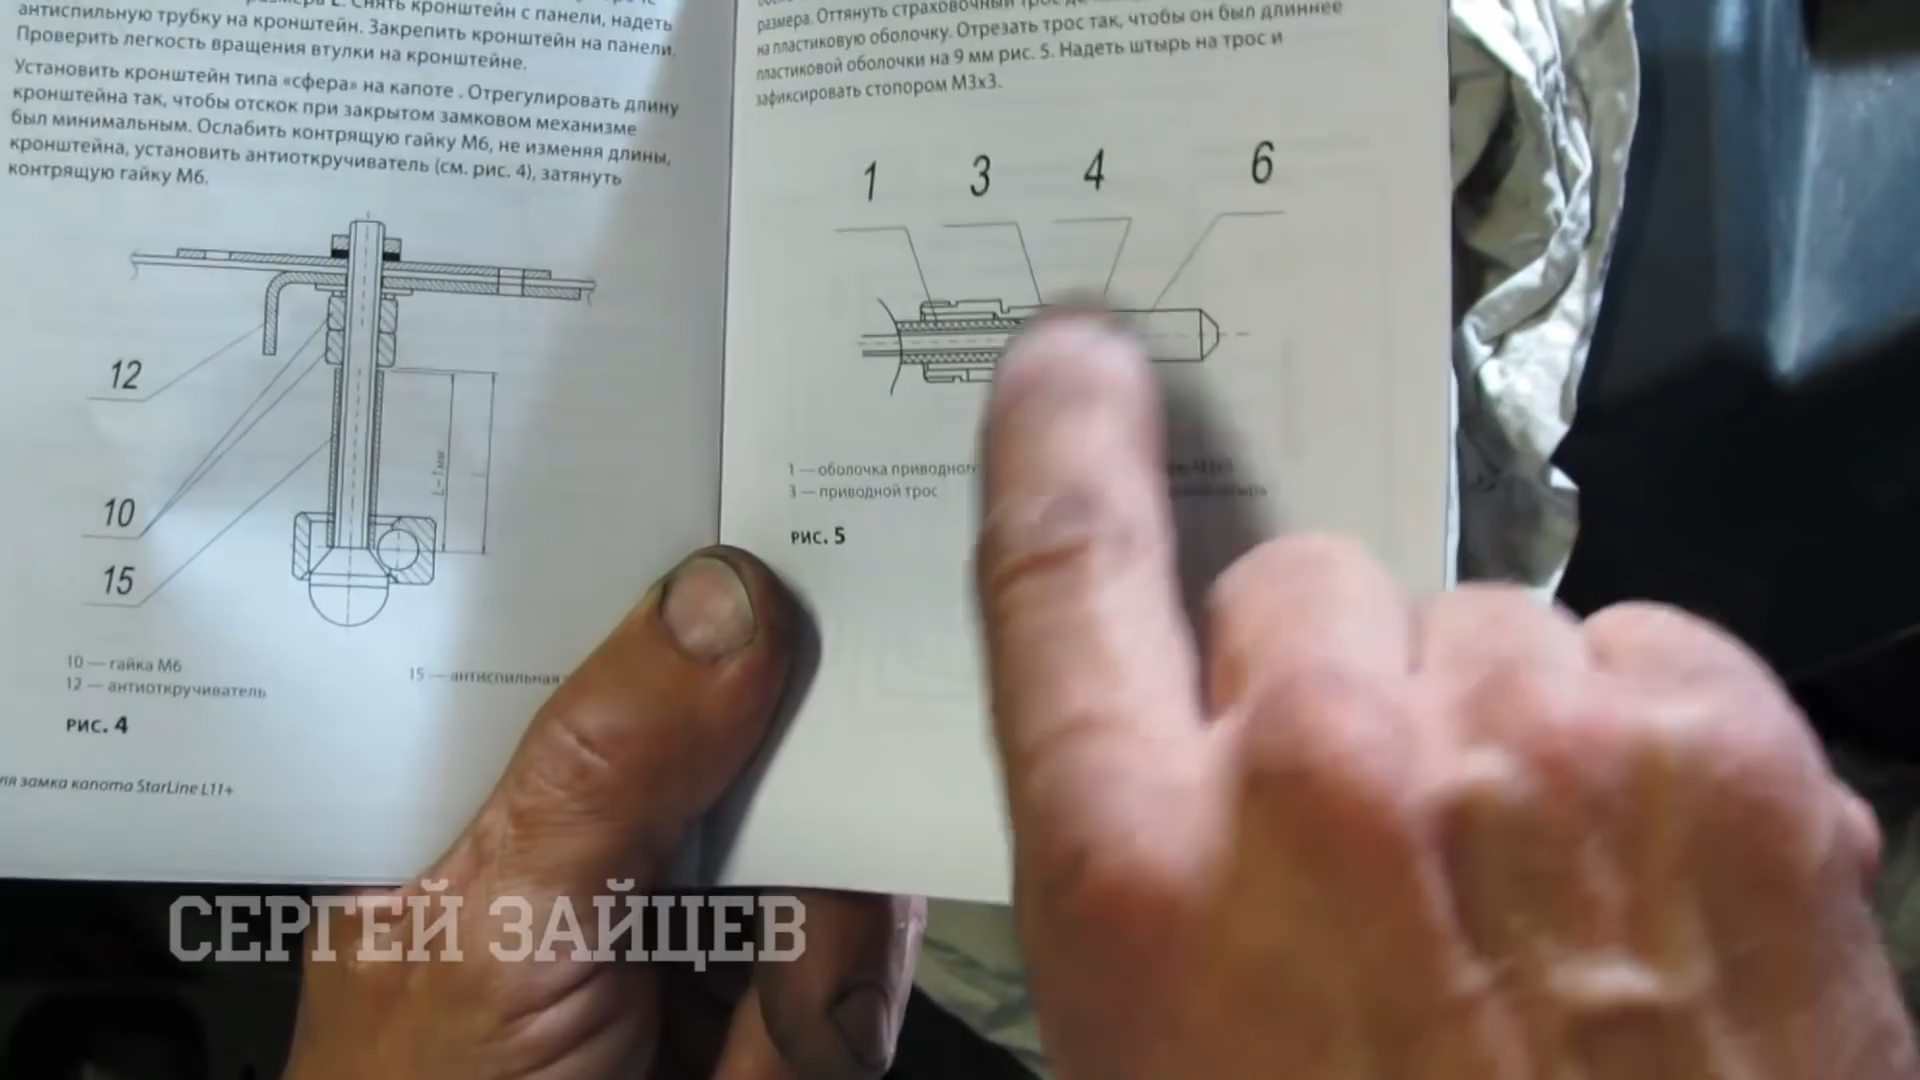 антиспильную трубку на кронштейн. Закрепить кронштейн на панели.
Проверить легкость вращения втулки на кронштейне.
Установить кронштейн типа «сфера» на капоте . Отрегулировать длину
кронштейна так, чтобы отскок при закрытом замковом механизме
был минимальным. Ослабить контрящую гайку М6, не изменяя длины,
кронштейна, установить антиоткручиватель (см. рис. 4), затянуть
контрящую гайку М6.
12
10
15
L-1мм
10 — гайка М6
12 — антиоткручиватель
15 — антиспильная
РИС. 4
замка капота StarLine L11+
размера. Оттянуть страховочный трос
на пластиковую оболочку. Отрезать трос так, чтобы он был длиннее
пластиковой оболочки на 9 мм рис. 5. Надеть штырь на трос и
зафиксировать стопором М3х3.
1 3 4 6
1 — оболочка
3 — приводной трос
РИС. 5
СЕРГЕЙ ЗАЙЦЕВ